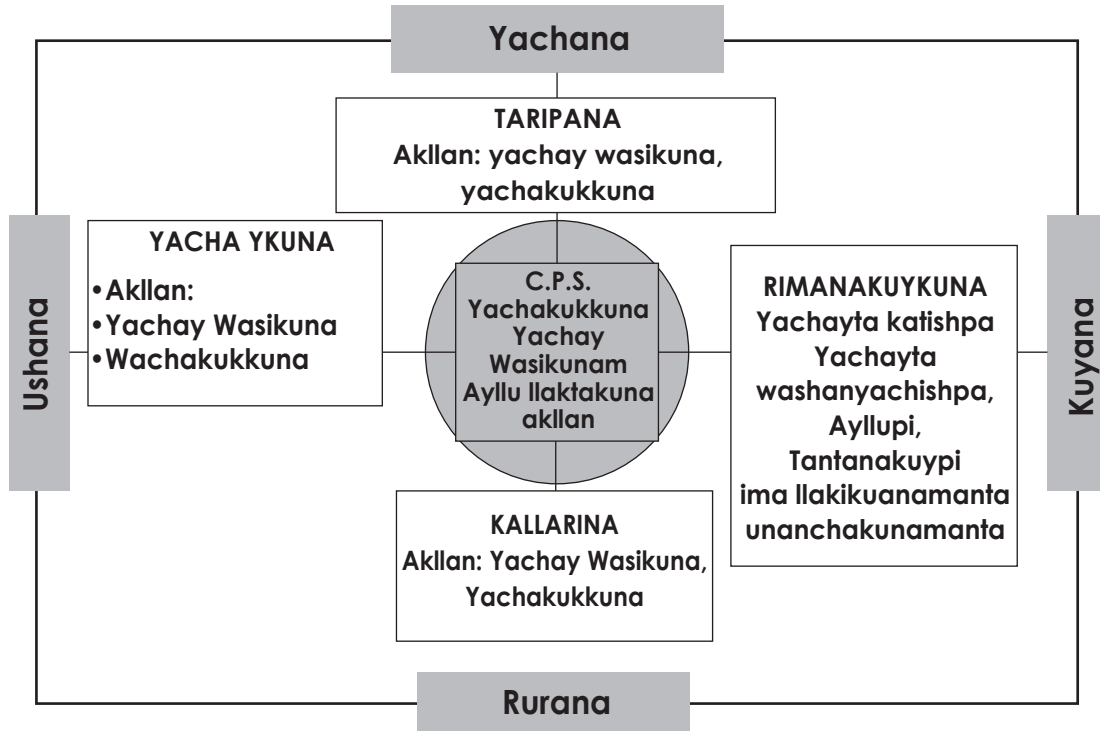 Yachana
TARIPANA
Akllan: yachay wasikuna,
yachakukkuna
Ushana
YACHA YKUNA
•Akllan:
•Yachay Wasikuna
•Wachakukkuna
C.P.S.
Yachakukkuna
Yachay
Wasikunam
Ayllu llaktakuna
akllan
RIMANAKUYKUNA
Yachayta katishpa
Yachayta
washanyachishpa,
Ayllupi,
Tantanakuypi
ima llakikuanamanta
unanchakunamanta
Kuyana
KALLARINA
Akllan: Yachay Wasikuna,
Yachakukkuna
Rurana